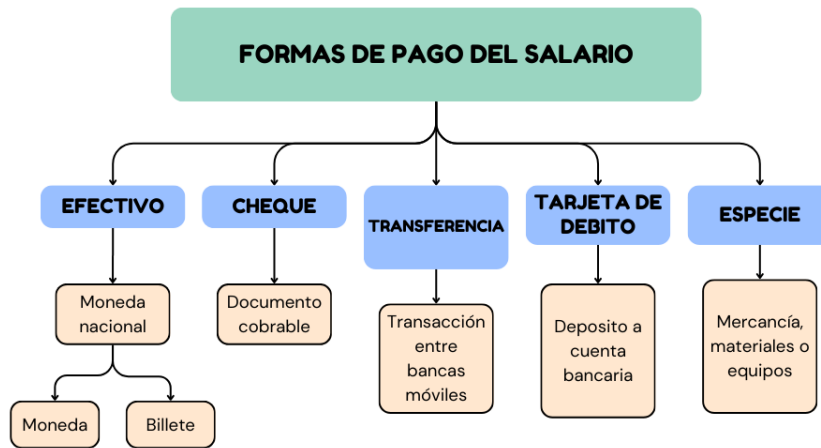 FORMAS DE PAGO DEL SALARIO
EFECTIVO
CHEQUE
TRANSFERENCIA
TARJETA DE
DEBITO
ESPECIE
Moneda
nacional
Documento
cobrable
Transacción
entre
bancas
móviles
Deposito a
cuenta
bancaria
Mercancía,
materiales o
equipos
Moneda
Billete